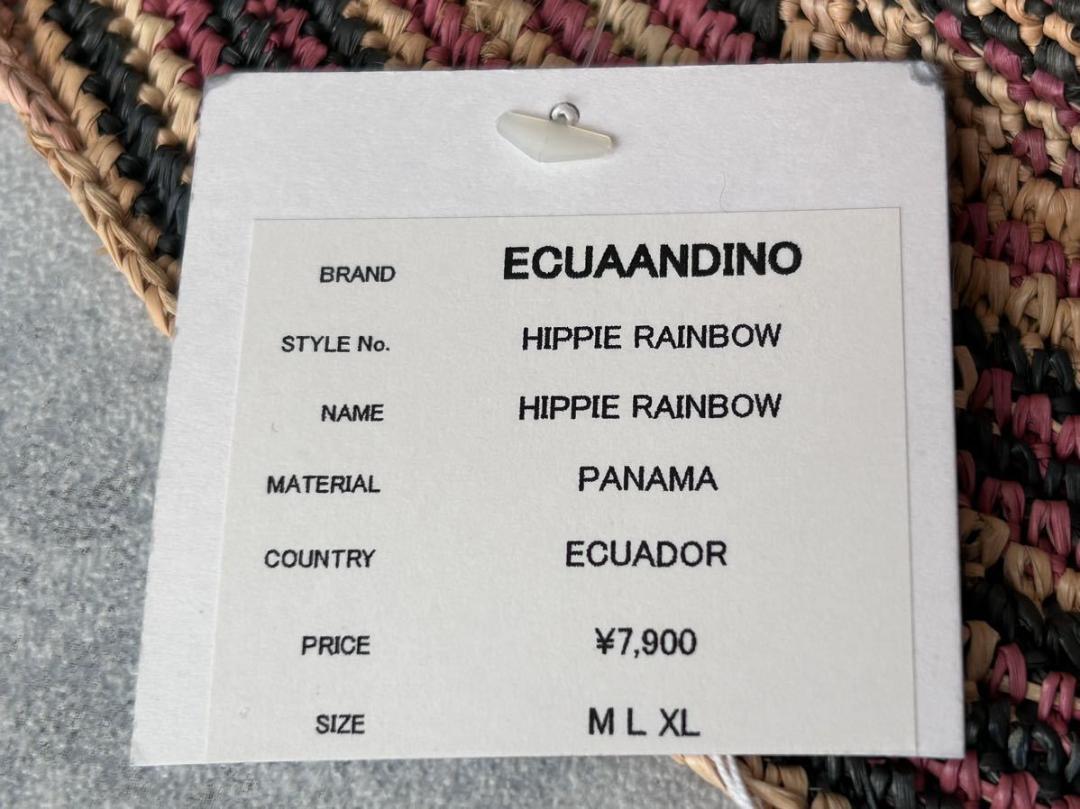 BRAND ECUAANDINO
STYLE No. HIPPIE RAINBOW
NAME HIPPIE RAINBOW
MATERIAL PANAMA
COUNTRY ECUADOR
PRICE ¥7,900
SIZE M L XL